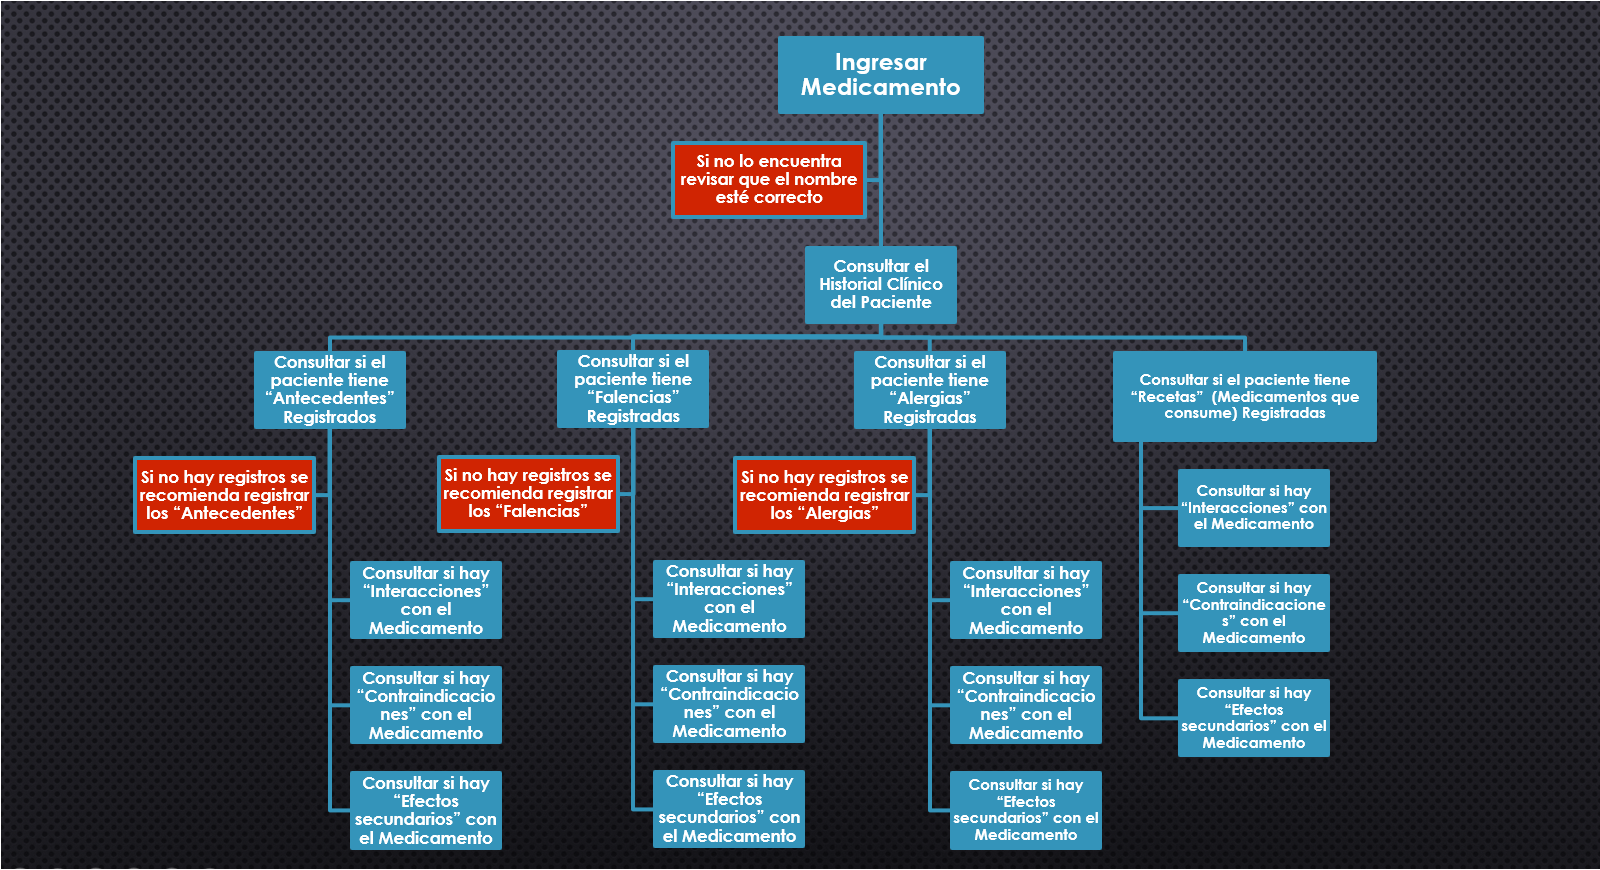 Ingresar
Medicamento
Si no lo encuentra
revisar que el nombre
esté correcto
Consultar el
Historial Clínico
del Paciente
Consultar si el
paciente tiene
“Antecedentes”
Registrados
Si no hay registros se
recomienda registrar
los “Antecedentes”
Consultar si hay
“Interacciones”
con el
Medicamento
Consultar si hay
“Contraindicacio
nes” con el
Medicamento
Consultar si hay
“Efectos
secundarios” con
el Medicamento
Consultar si el
paciente tiene
“Falencias”
Registradas
Si no hay registros se
recomienda registrar
los “Falencias”
Consultar si hay
“Interacciones”
con el
Medicamento
Consultar si hay
“Contraindicacio
nes” con el
Medicamento
Consultar si hay
“Efectos
secundarios” con
el Medicamento
Consultar si el
paciente tiene
“Alergias”
Registradas
Si no hay registros se
recomienda registrar
los “Alergias”
Consultar si hay
“Interacciones”
con el
Medicamento
Consultar si hay
“Contraindicacio
nes” con el
Medicamento
Consultar si hay
“Efectos
secundarios” con el
Medicamento
Consultar si el paciente tiene
“Recetas” (Medicamentos que
consume) Registradas
Consultar si hay
“Interacciones” con
el Medicamento
Consultar si hay
“Contraindicacione
s” con el
Medicamento
Consultar si hay
“Efectos
secundarios” con el
Medicamento